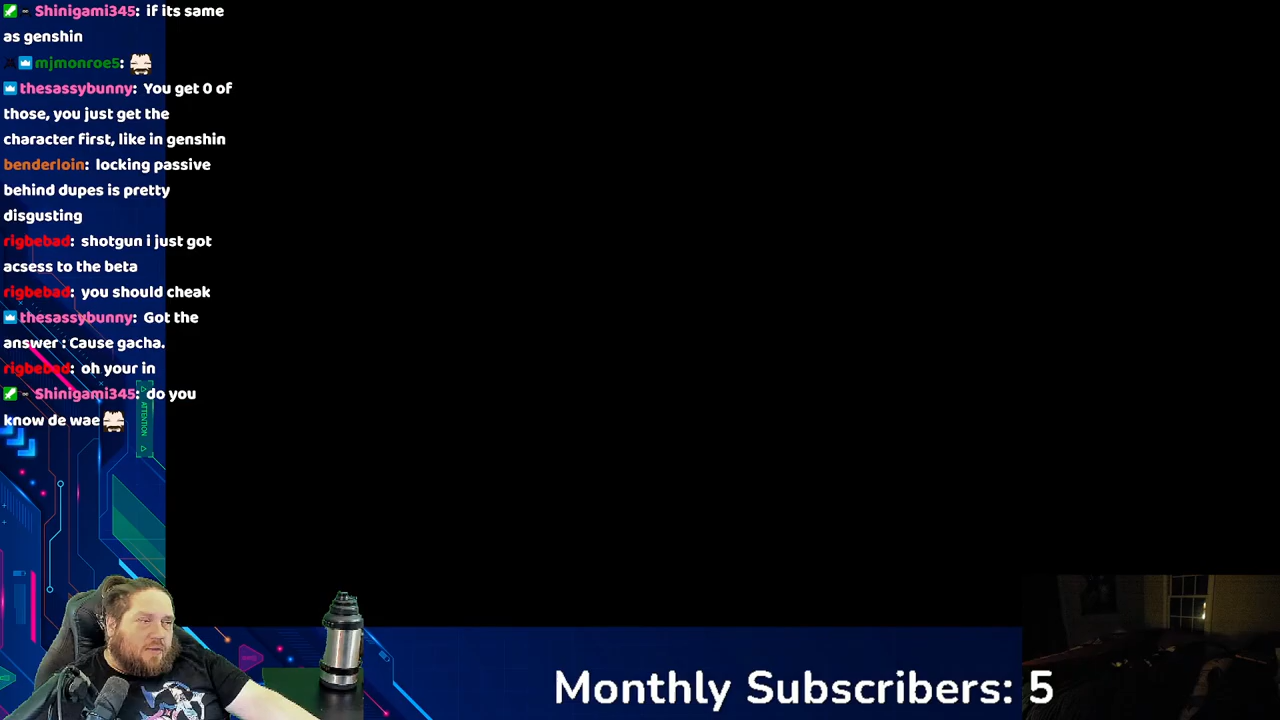 Shinigami345: if its same
as genshin
mjmonroe5:
thesassybunny: You get 0 of
those, you just get the
character first, like in genshin
benderloin: locking passive
behind dupes is pretty
disgusting
rigbebad: shotgun i just got
acsess to the beta
rigbebad: you should cheak
thesassybunny: Got the
answer : Cause gacha.
rigbebad: oh your in
Shinigami345: do you
know de wae
ATTENTION
Monthly Subscribers: 5